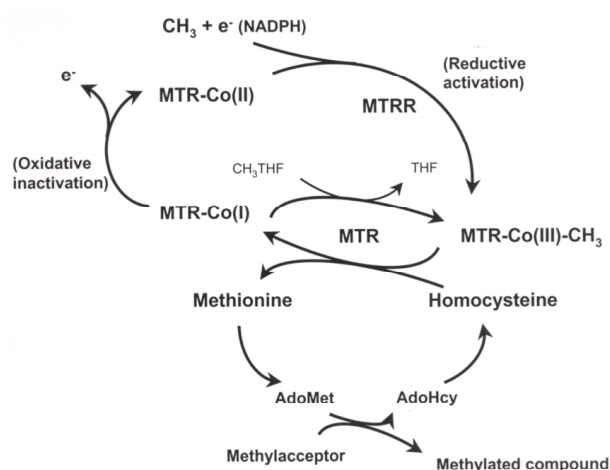 CH₃ + e⁻ (NADPH)
(Reductive
activation)
e⁻
MTR-Co(II)
MTRR
(Oxidative
inactivation)
CH₃THF
THF
MTR-Co(I)
MTR
MTR-Co(III)-CH₃
Methionine
Homocysteine
AdoMet
AdoHcy
Methylacceptor
Methylated compound